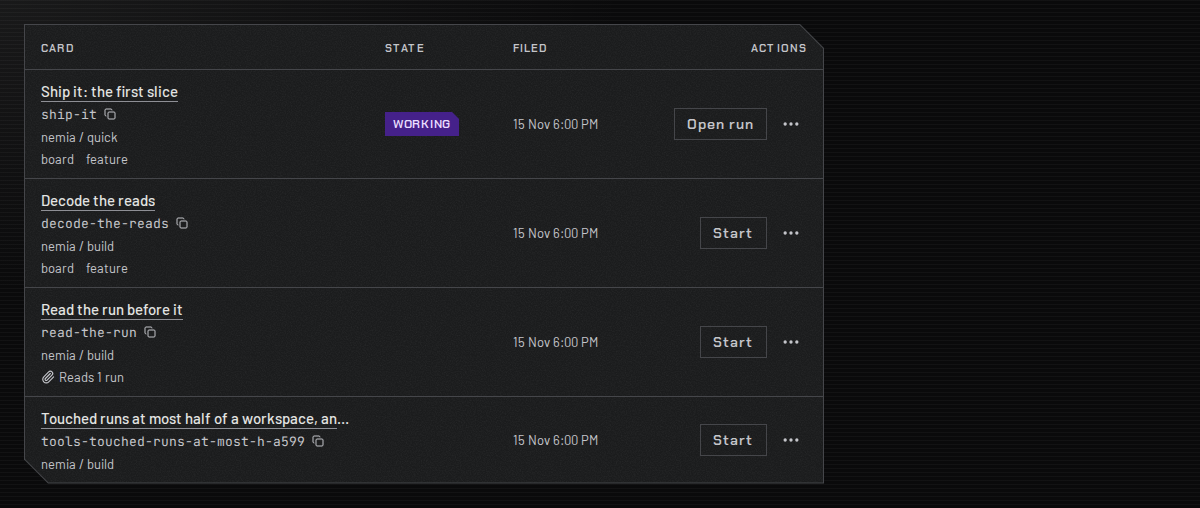 CARD STATE FILED ACTIONS
Ship it: the first slice
ship-it
WORKING 15 Nov 6:00 PM Open run
nemia / quick
board feature
Decode the reads
decode-the-reads
15 Nov 6:00 PM Start
nemia / build
board feature
Read the run before it
read-the-run
15 Nov 6:00 PM Start
nemia / build
Reads 1 run
Touched runs at most half of a workspace, an...
tools-touched-runs-at-most-h-a599
15 Nov 6:00 PM Start
nemia / build